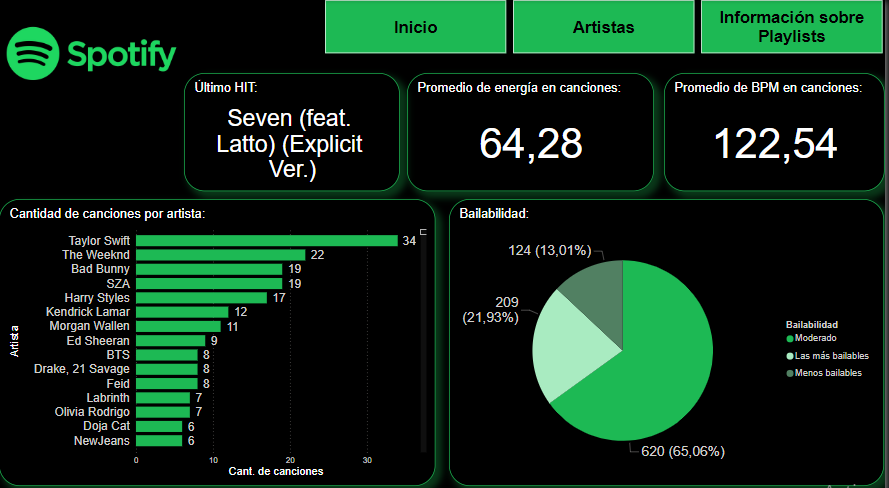 Inicio
Artistas
Información sobre
Playlists
Spotify
Último HIT:
Seven (feat.
Latto) (Explicit
Ver.)
Promedio de energía en canciones:
64,28
Promedio de BPM en canciones:
122,54
Cantidad de canciones por artista:
Artista
Taylor Swift 34
The Weeknd 22
Bad Bunny 19
SZA 19
Harry Styles 17
Kendrick Lamar 12
Morgan Wallen 11
Ed Sheeran 9
BTS 8
Drake, 21 Savage 8
Feid 8
Labrinth 7
Olivia Rodrigo 7
Doja Cat 6
NewJeans 6
0 10 20 30
Cant. de canciones
Bailabilidad:
124 (13,01%)
209
(21,93%)
620 (65,06%)
Bailabilidad
Moderado
Las más bailables
Menos bailables